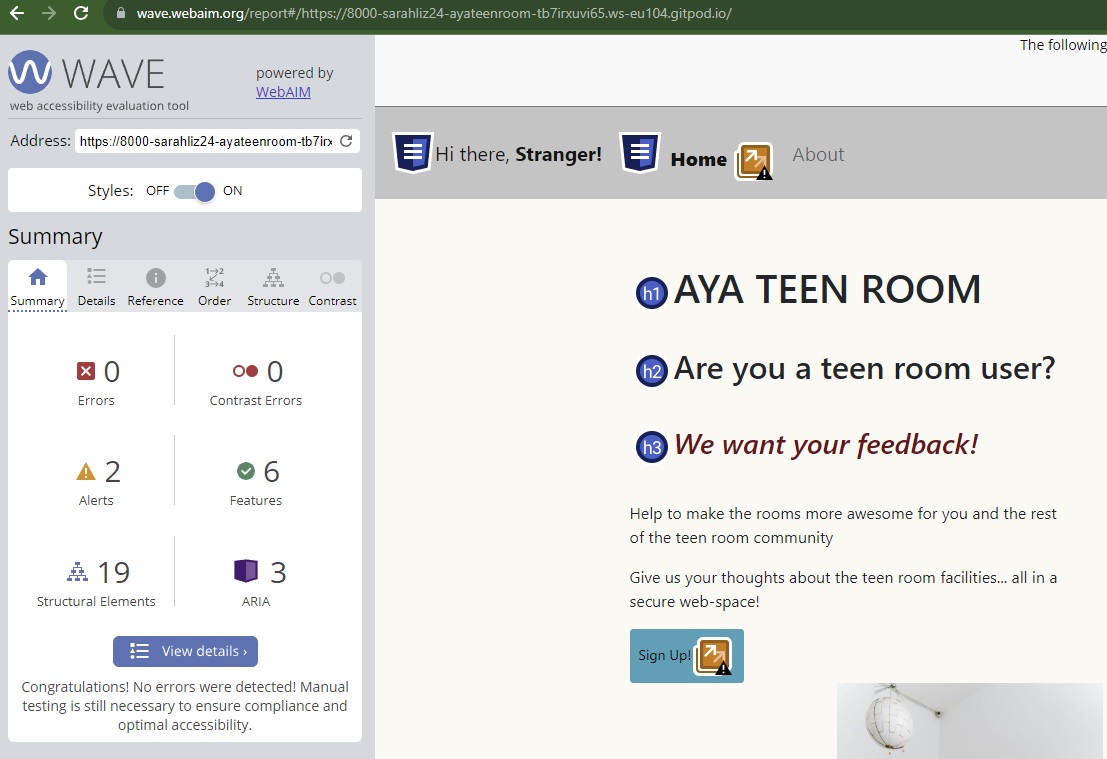 wave.webaim.org/report#/https://8000-sarahliz24-ayateenroom-tb7irxuvi65.ws-eu104.gitpod.io/
WAVE
web accessibility evaluation tool
powered by
WebAIM
Address: https://8000-sarahliz24-ayateenroom-tb7irx
Styles: OFF ON
Summary
Summary Details Reference Order Structure Contrast
0
Errors
0
Contrast Errors
2
Alerts
6
Features
19
Structural Elements
3
ARIA
View details ›
Congratulations! No errors were detected! Manual
testing is still necessary to ensure compliance and
optimal accessibility.
The following
Hi there, Stranger! Home About
h1 AYA TEEN ROOM
h2 Are you a teen room user?
h3 We want your feedback!
Help to make the rooms more awesome for you and the rest
of the teen room community
Give us your thoughts about the teen room facilities... all in a
secure web-space!
Sign Up!